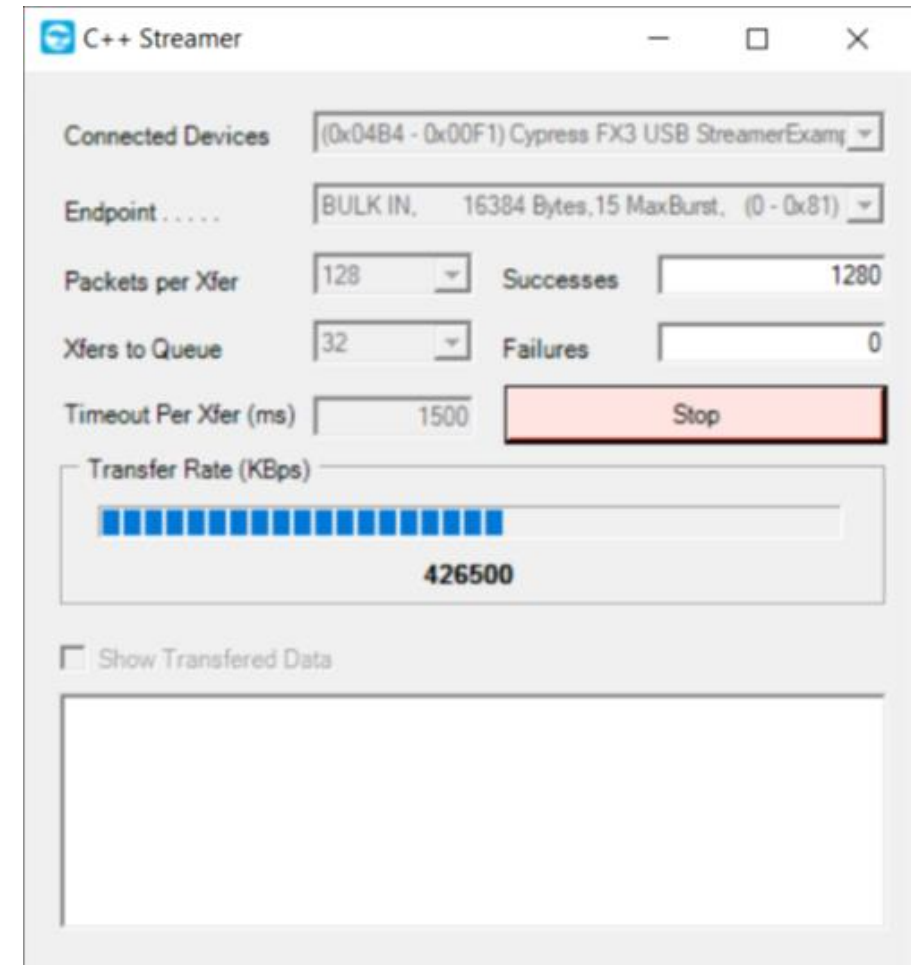 C++ Streamer
Connected Devices (0x04B4 - 0x00F1) Cypress FX3 USB StreamerExamp
Endpoint . . . . . BULK IN, 16384 Bytes,15 MaxBurst, (0 - 0x81)
Packets per Xfer 128 Successes 1280
Xfers to Queue 32 Failures 0
Timeout Per Xfer (ms) 1500 Stop
Transfer Rate (KBps)
426500
Show Transfered Data